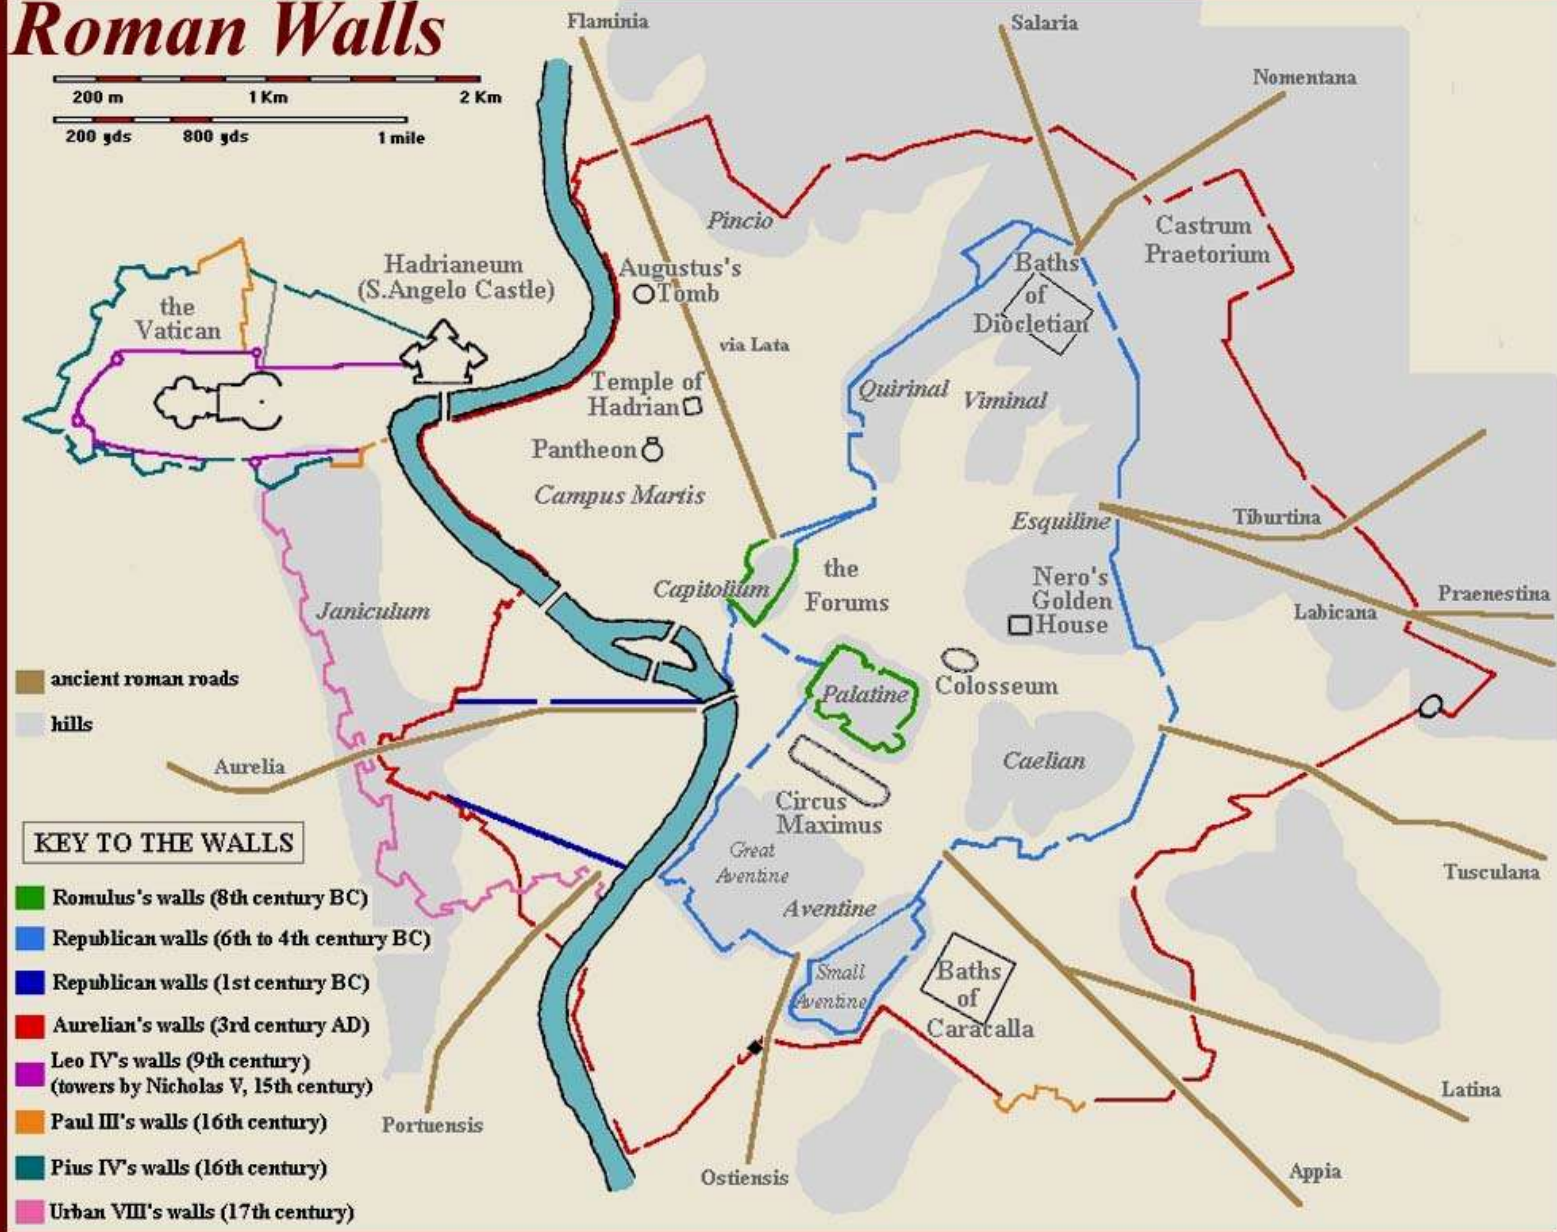 Roman Walls
200 m 1 Km 2 Km
200 yds 800 yds 1 mile
Flaminia
Salaria
Nomentana
Pincio
Castrum
Praetorium
Hadrianeum
(S.Angelo Castle)
Augustus's
Tomb
Baths
of
Diocletian
the
Vatican
via Lata
Temple of
Hadrian
Quirinal
Viminal
Pantheon
Campus Martis
Esquiline
Tiburtina
Capitolium
the
Forums
Nero's
Golden
House
Praenestina
Labicana
Janiculum
Palatine
Colosseum
ancient roman roads
hills
Aurelia
Caelian
Circus
Maximus
Great
Aventine
Aventine
Tusculana
Small
Aventine
Baths
of
Caracalla
Portuensis
Ostiensis
Latina
Appia
KEY TO THE WALLS
Romulus's walls (8th century BC)
Republican walls (6th to 4th century BC)
Republican walls (1st century BC)
Aurelian's walls (3rd century AD)
Leo IV's walls (9th century)
(towers by Nicholas V, 15th century)
Paul III's walls (16th century)
Pius IV's walls (16th century)
Urban VIII's walls (17th century)